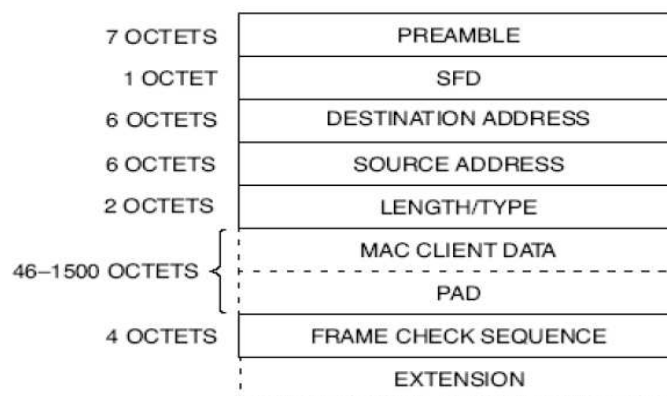 7 OCTETS PREAMBLE
1 OCTET SFD
6 OCTETS DESTINATION ADDRESS
6 OCTETS SOURCE ADDRESS
2 OCTETS LENGTH/TYPE
MAC CLIENT DATA
46–1500 OCTETS
PAD
4 OCTETS FRAME CHECK SEQUENCE
EXTENSION